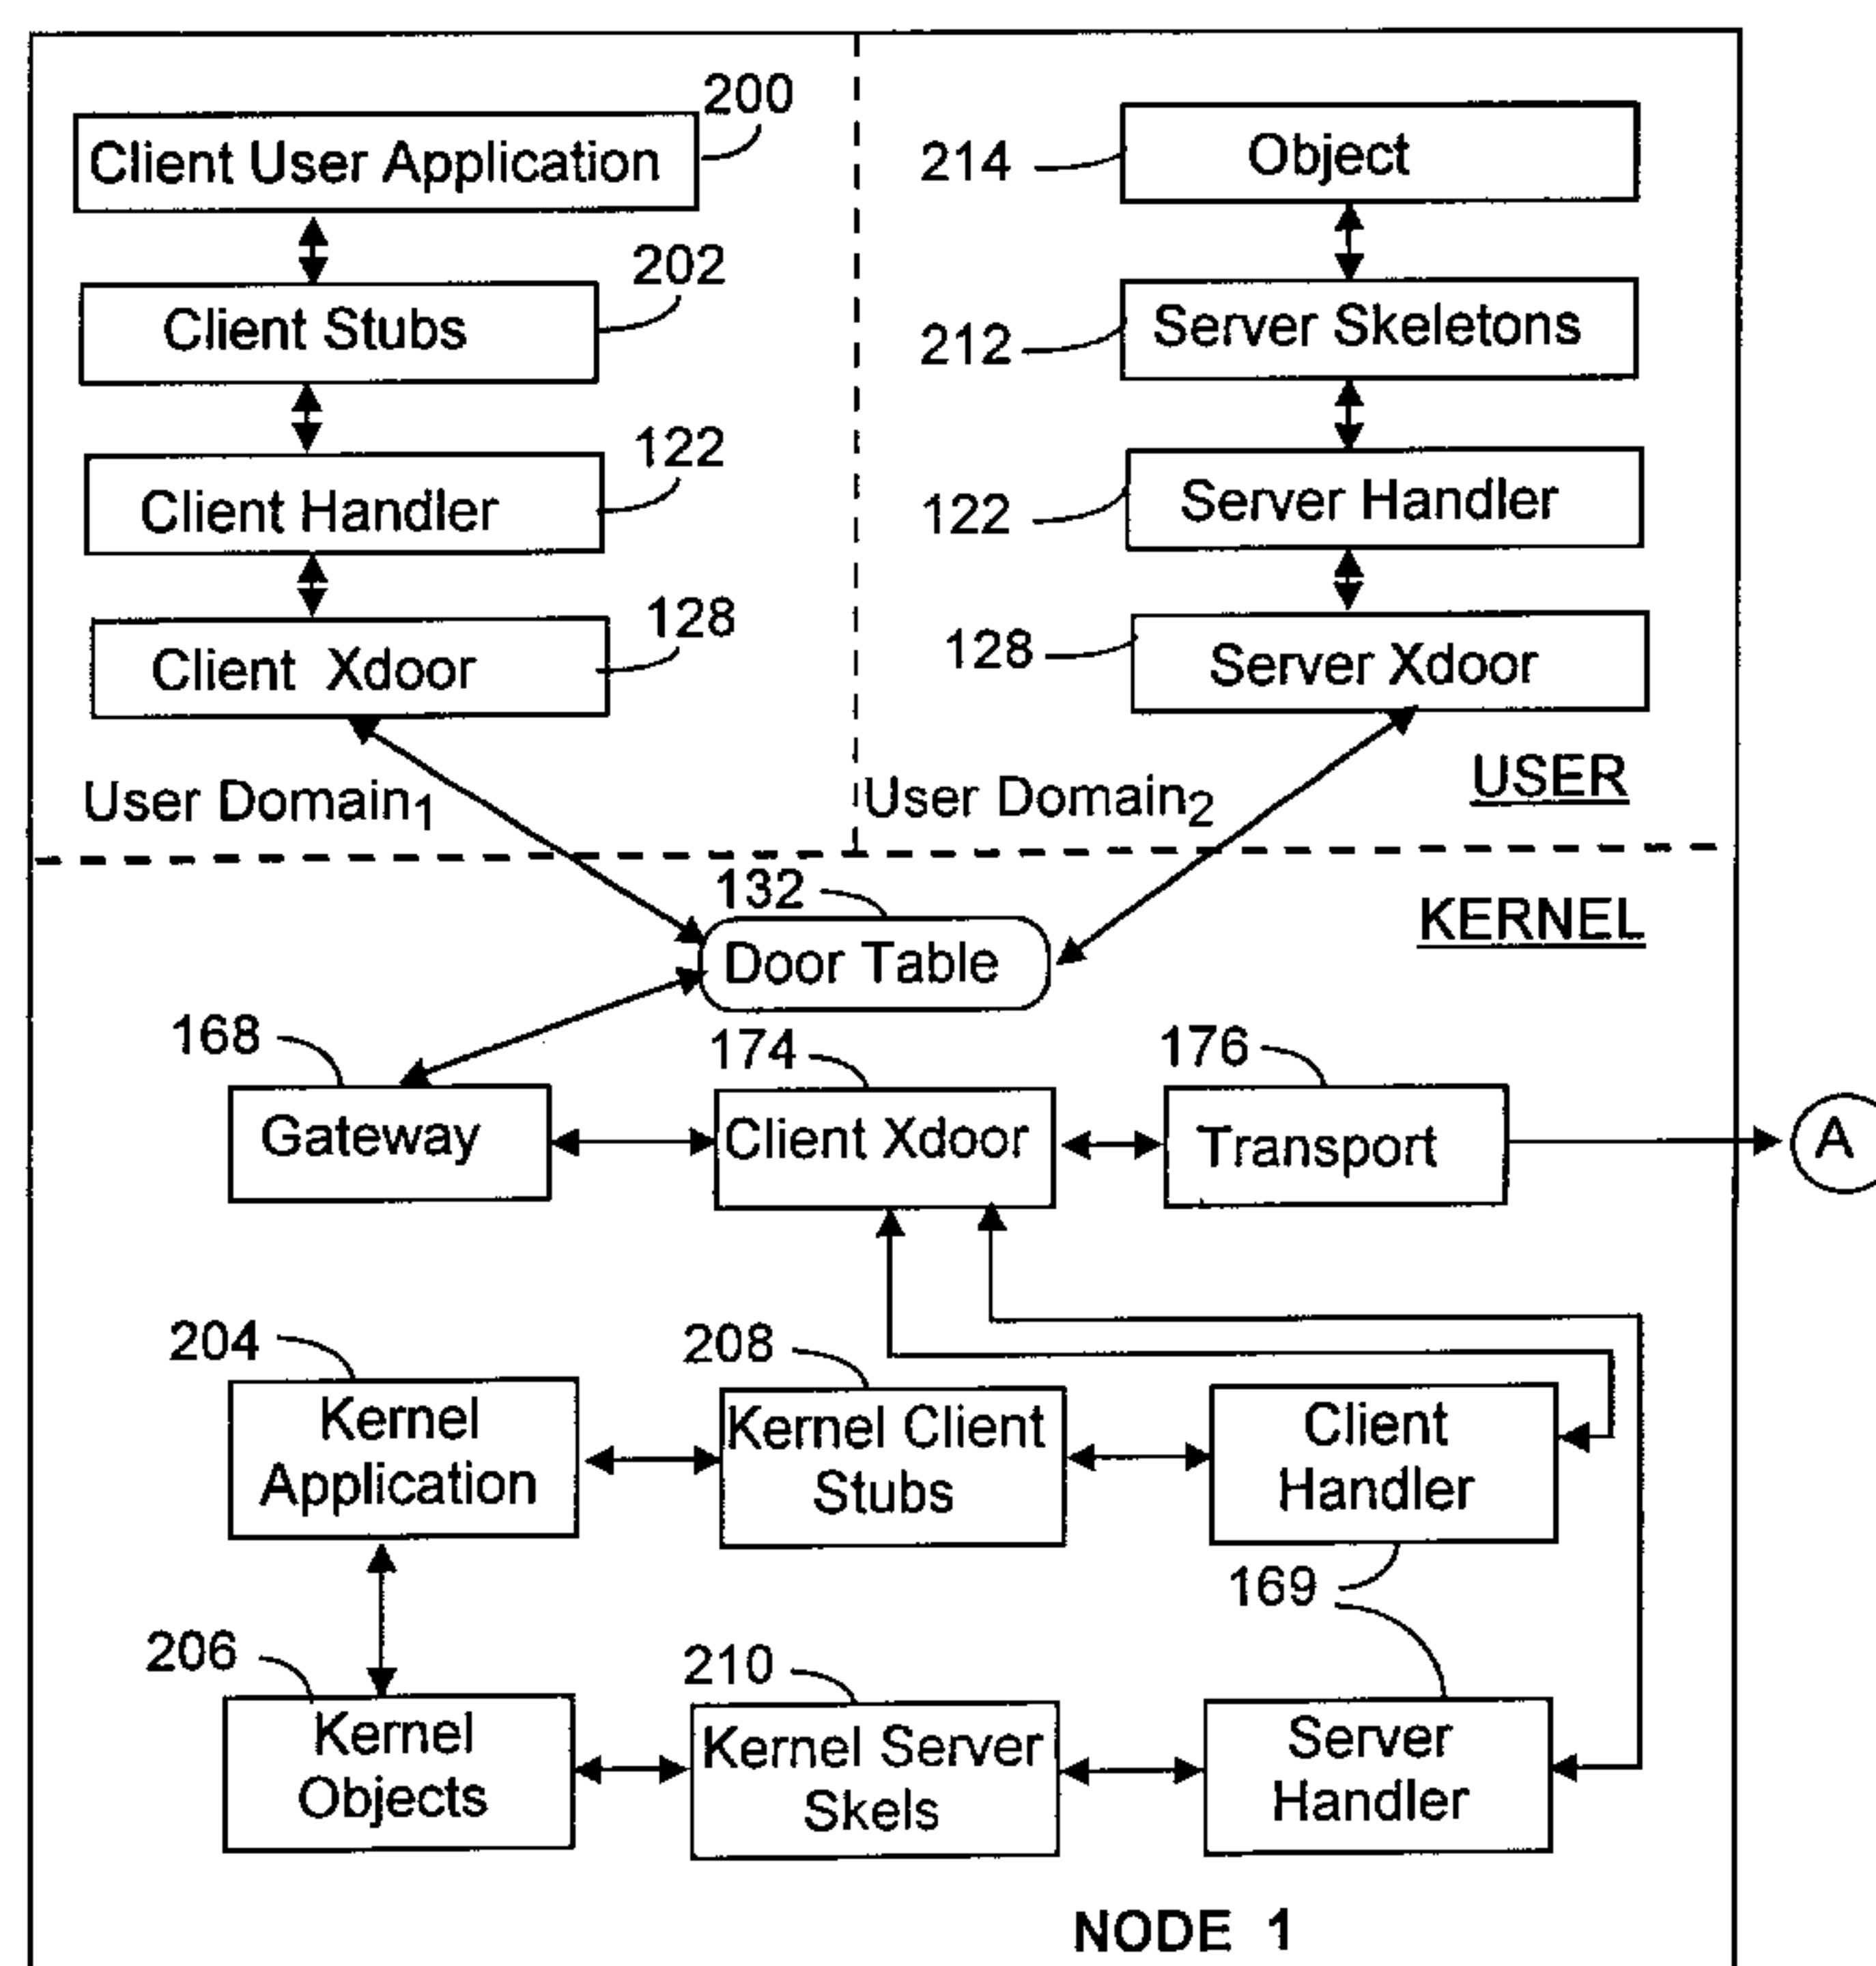 200
Client User Application
214
Object
202
Client Stubs
212
Server Skeletons
122
Client Handler
122
Server Handler
128
Client Xdoor
128
Server Xdoor
User Domain1
User Domain2
USER
132
KERNEL
Door Table
168
174
176
Gateway
Client Xdoor
Transport
A
204
208
Kernel
Application
Kernel Client
Stubs
Client
Handler
169
206
210
Kernel
Objects
Kernel Server
Skels
Server
Handler
NODE 1